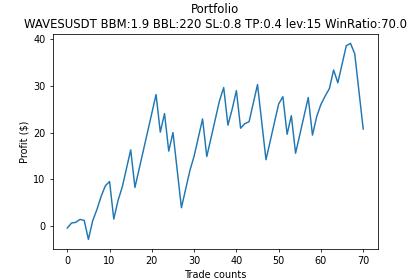 Portfolio
WAVESUSDT BBM:1.9 BBL:220 SL:0.8 TP:0.4 lev:15 WinRatio:70.0
40
30
20
10
0
Profit ($)
0 10 20 30 40 50 60 70
Trade counts